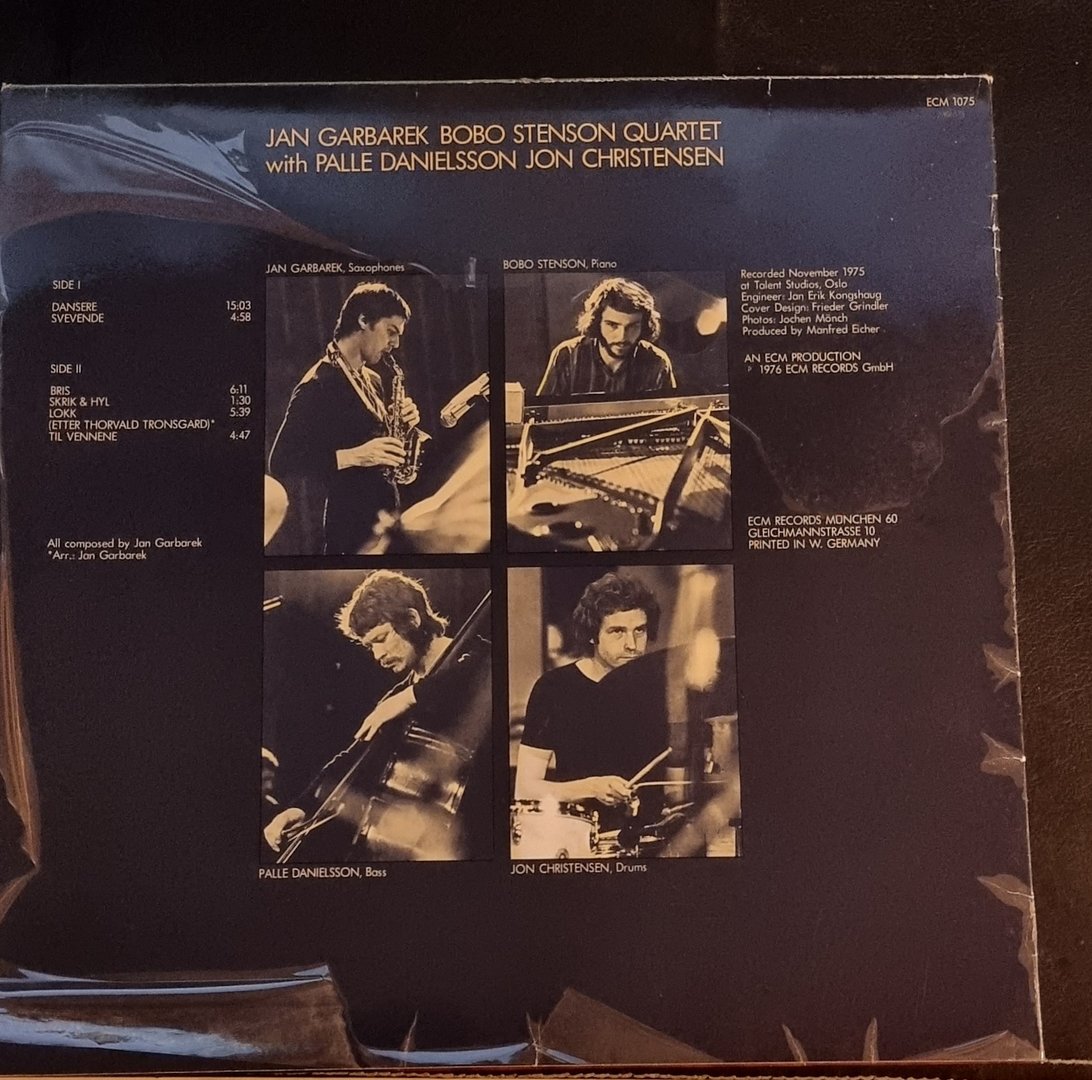 ECM 1075
JAN GARBAREK BOBO STENSON QUARTET
with PALLE DANIELSSON JON CHRISTENSEN
JAN GARBAREK, Saxophones
BOBO STENSON, Piano
SIDE I
DANSERE 15:03
SVEVENDE 4:58
SIDE II
BRIS 6:11
SKRIK & HYL 1:30
LOKK 5:39
(ETTER THORVALD TRONSGARD)*
TIL VENNENE 4:47
All composed by Jan Garbarek
*Arr.: Jan Garbarek
Recorded November 1975
at Talent Studios, Oslo
Engineer: Jan Erik Kongshaug
Cover Design: Frieder Grindler
Photos: Jochen Mönch
Produced by Manfred Eicher
AN ECM PRODUCTION
℗ 1976 ECM RECORDS GmbH
ECM RECORDS MÜNCHEN 60
GLEICHMANNSTRASSE 10
PRINTED IN W. GERMANY
PALLE DANIELSSON, Bass
JON CHRISTENSEN, Drums